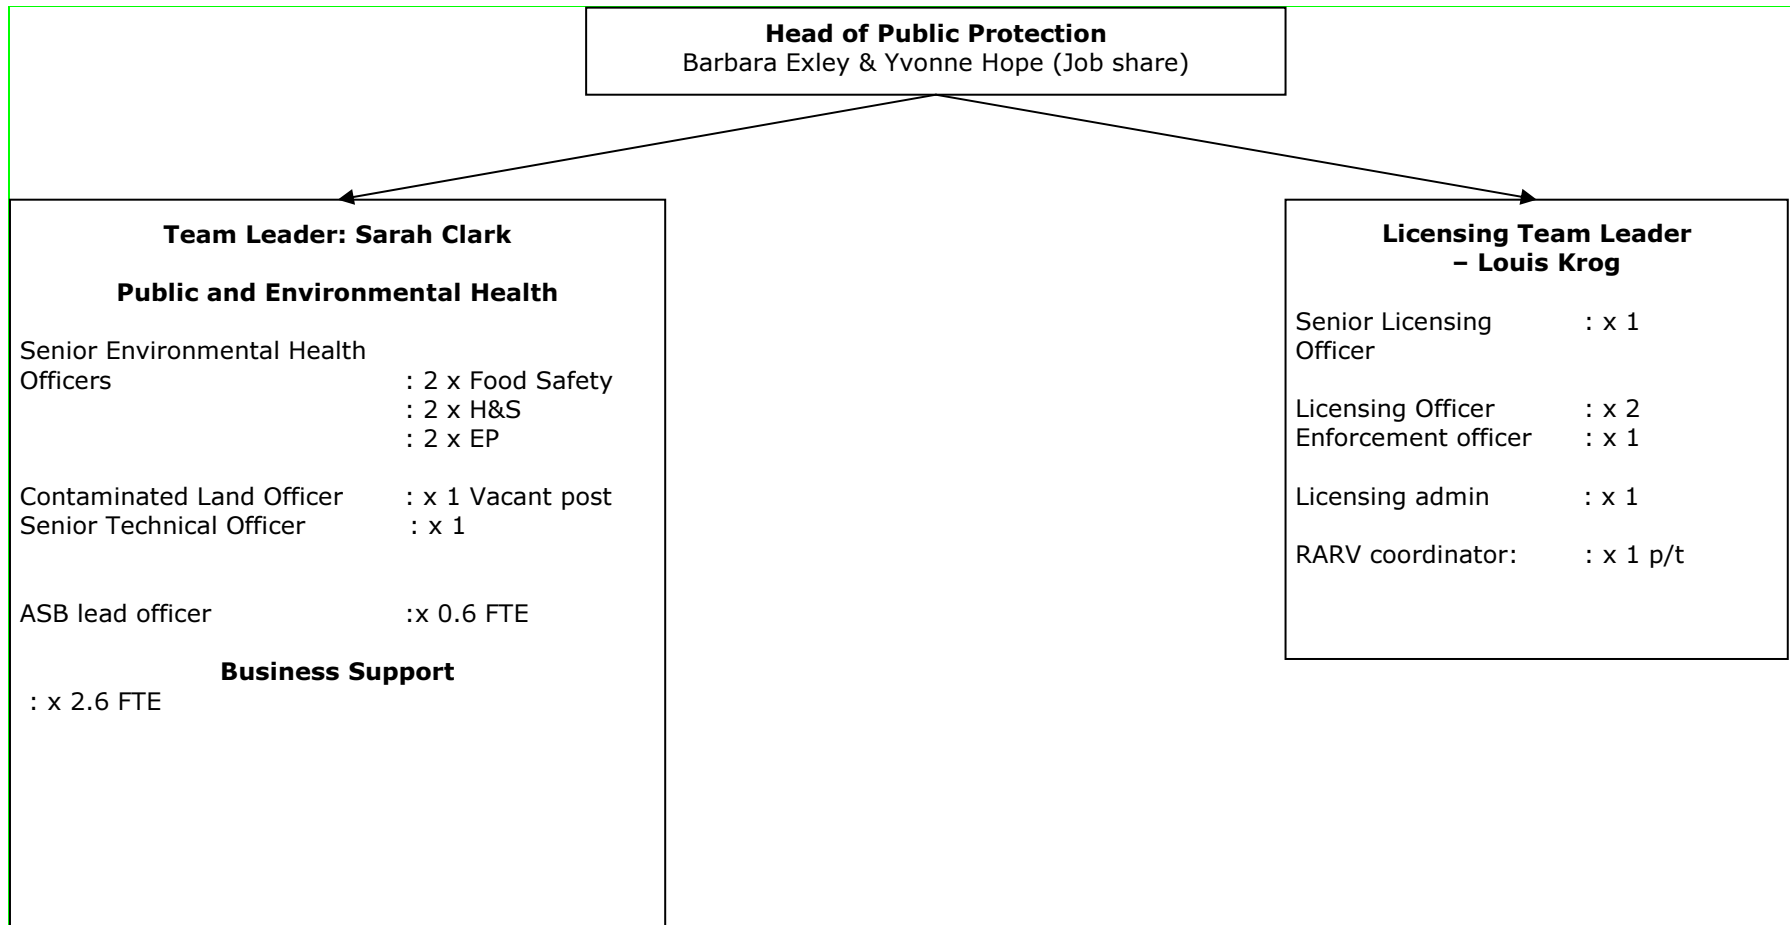 Head of Public Protection
Barbara Exley & Yvonne Hope (Job share)
Team Leader: Sarah Clark
Public and Environmental Health
Senior Environmental Health
Officers : 2 x Food Safety
: 2 x H&S
: 2 x EP
Contaminated Land Officer : x 1 Vacant post
Senior Technical Officer : x 1
ASB lead officer :x 0.6 FTE
Business Support
: x 2.6 FTE
Licensing Team Leader
– Louis Krog
Senior Licensing : x 1
Officer
Licensing Officer : x 2
Enforcement officer : x 1
Licensing admin : x 1
RARV coordinator: : x 1 p/t